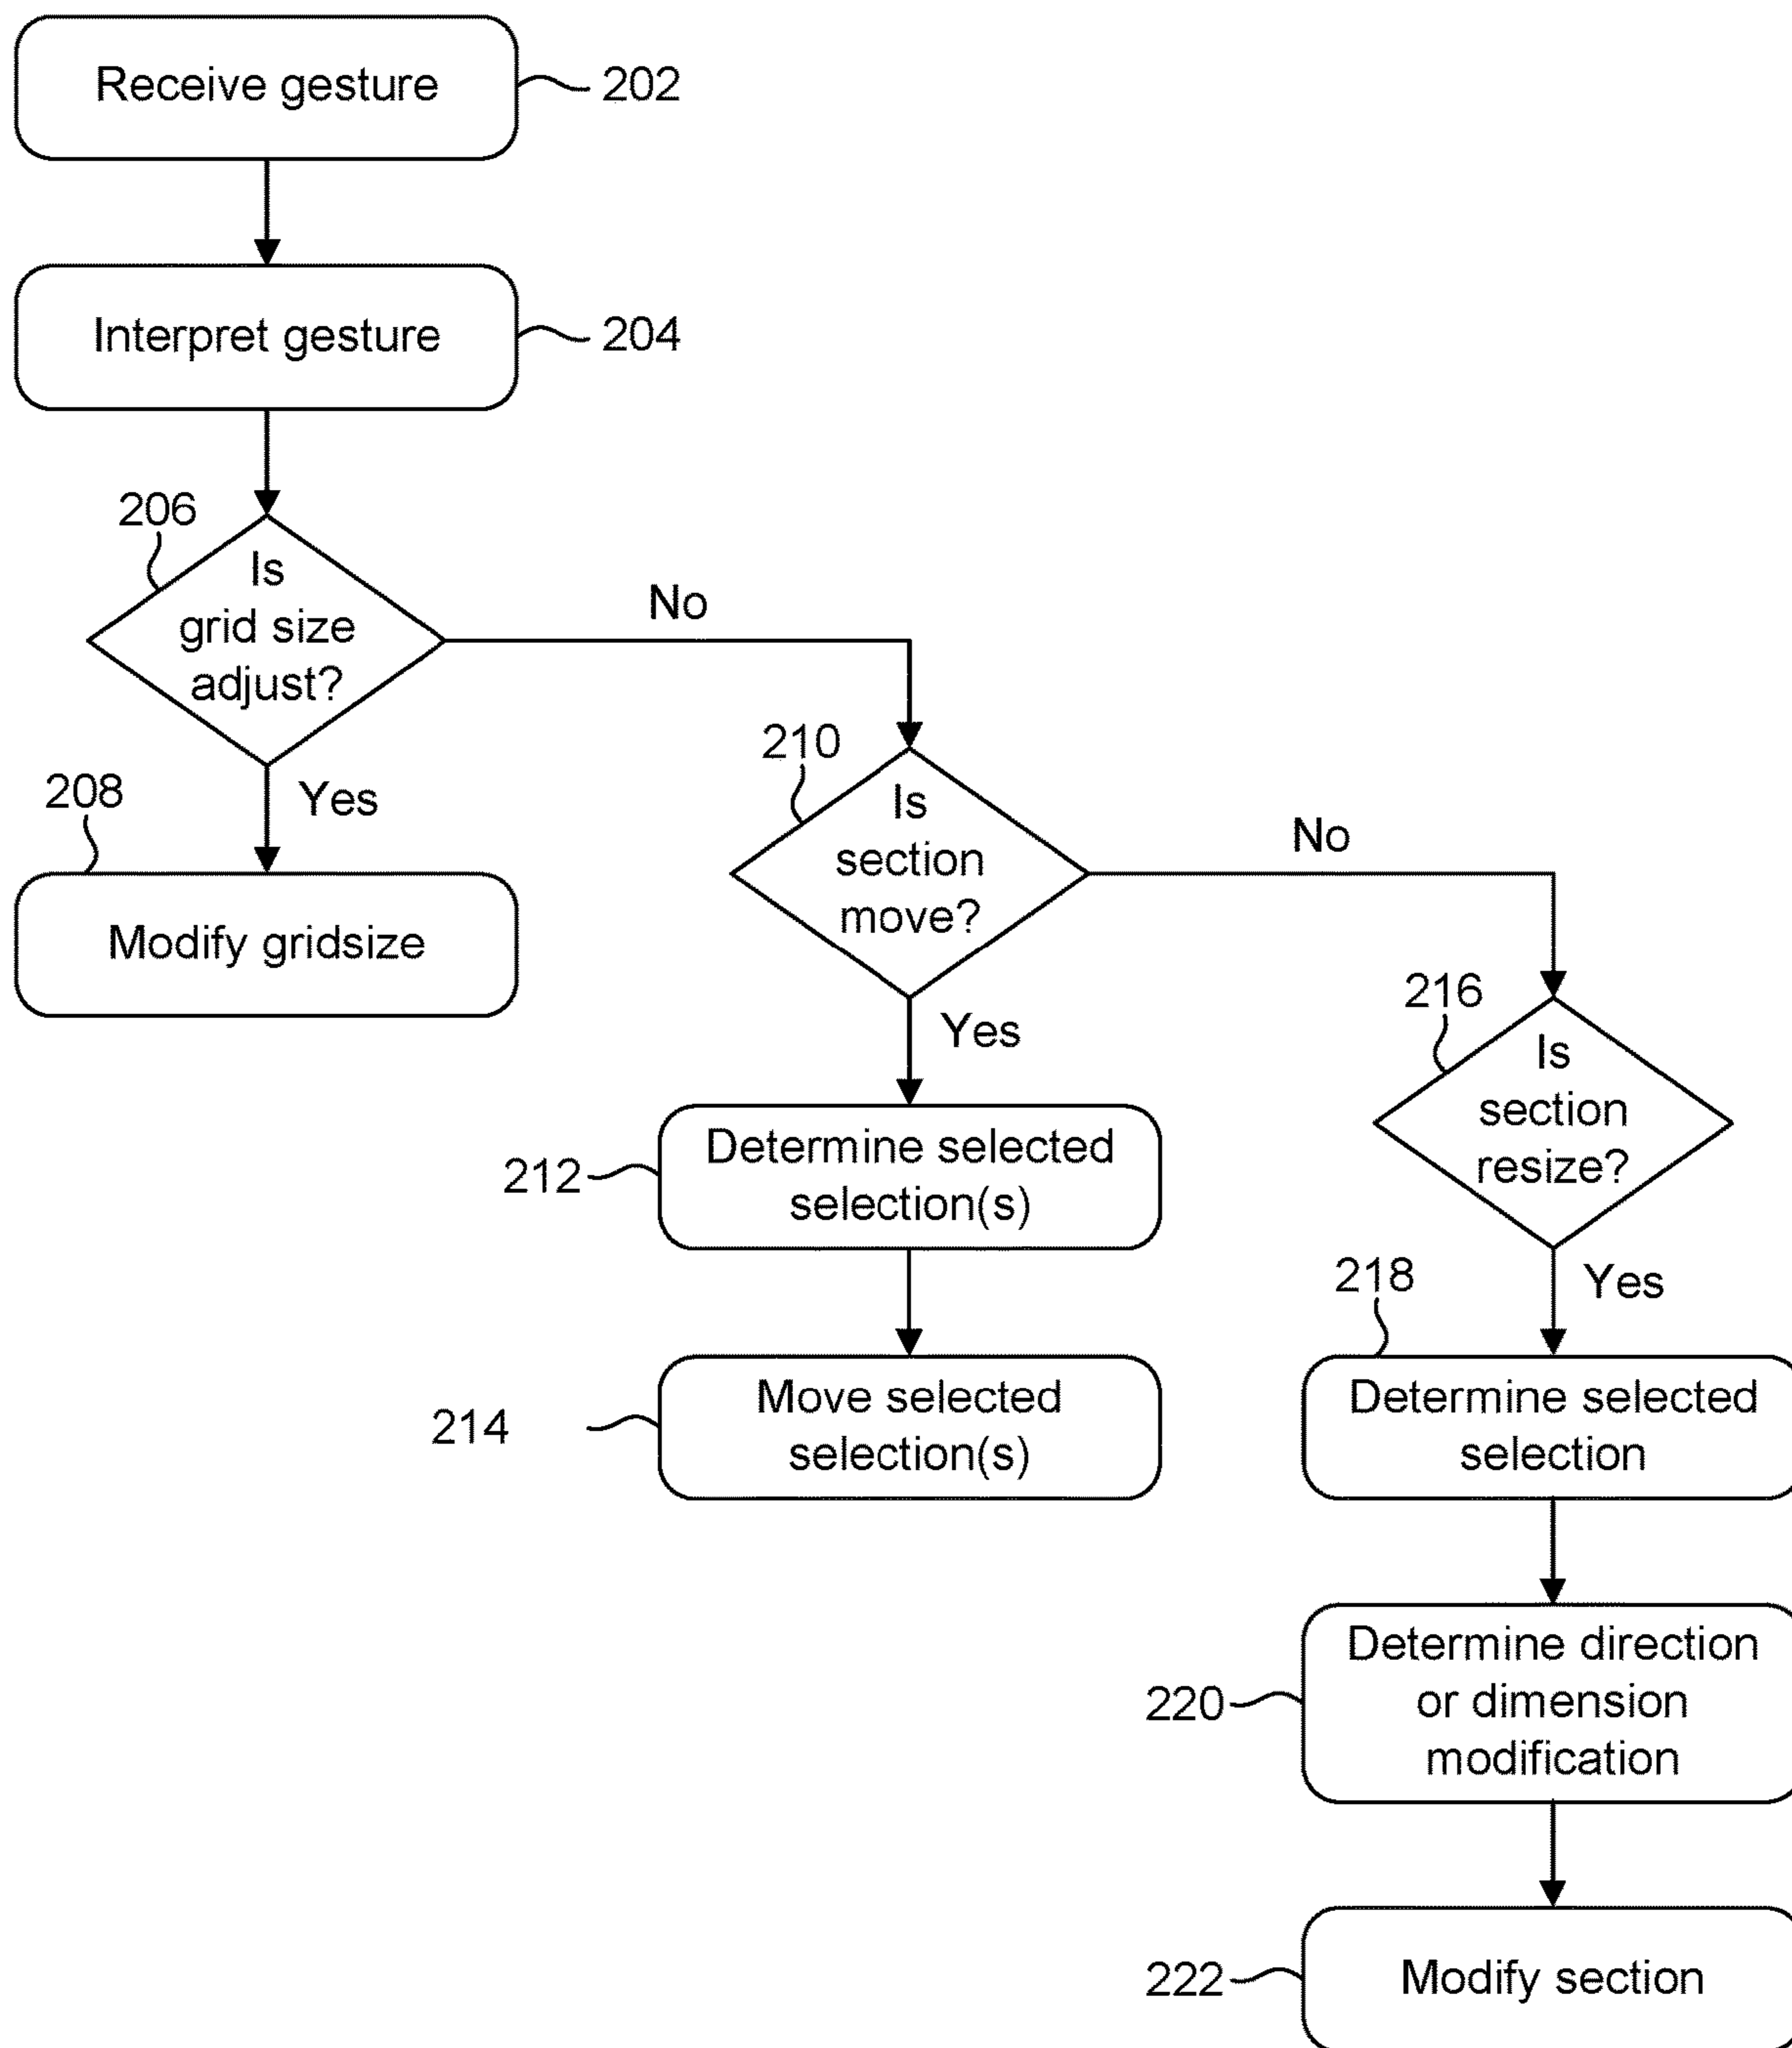 Receive gesture
202
Interpret gesture
204
206
Is
grid size
adjust?
No
Yes
208
Modify gridsize
210
Is
section
move?
No
Yes
212
Determine selected
selection(s)
214
Move selected
selection(s)
216
Is
section
resize?
Yes
218
Determine selected
selection
220
Determine direction
or dimension
modification
222
Modify section